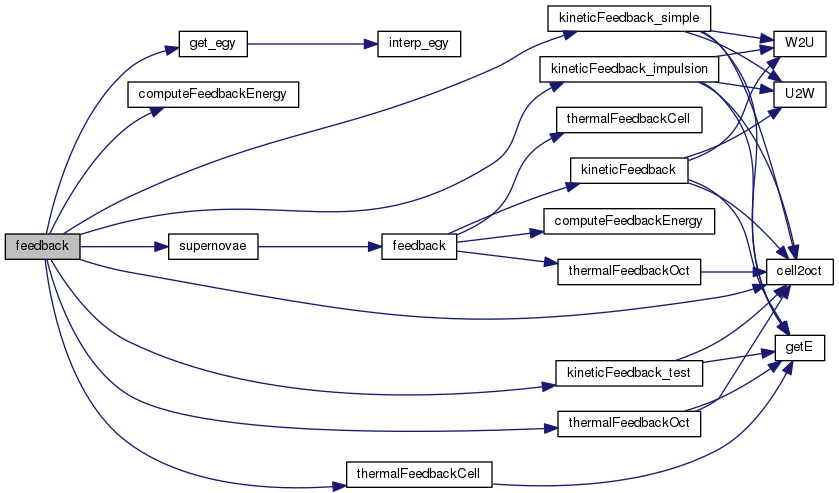 kineticFeedback_simple
get_egy
interp_egy
W2U
kineticFeedback_impulsion
computeFeedbackEnergy
U2W
thermalFeedbackCell
kineticFeedback
computeFeedbackEnergy
feedback
supernovae
feedback
thermalFeedbackOct
cell2oct
getE
kineticFeedback_test
thermalFeedbackOct
thermalFeedbackCell